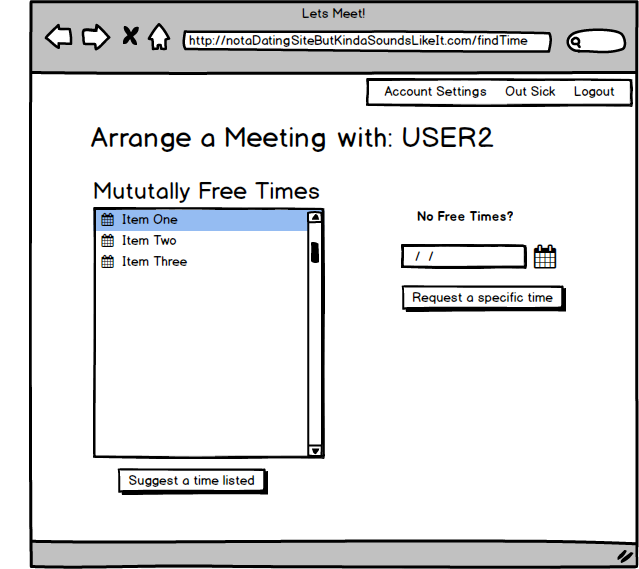 Lets Meet!
http://notaDatingSiteButKindaSoundsLikeIt.com/findTime
Account Settings Out Sick Logout
Arrange a Meeting with: USER2
Mututally Free Times
Item One
Item Two
Item Three
No Free Times?
/ /
Request a specific time
Suggest a time listed